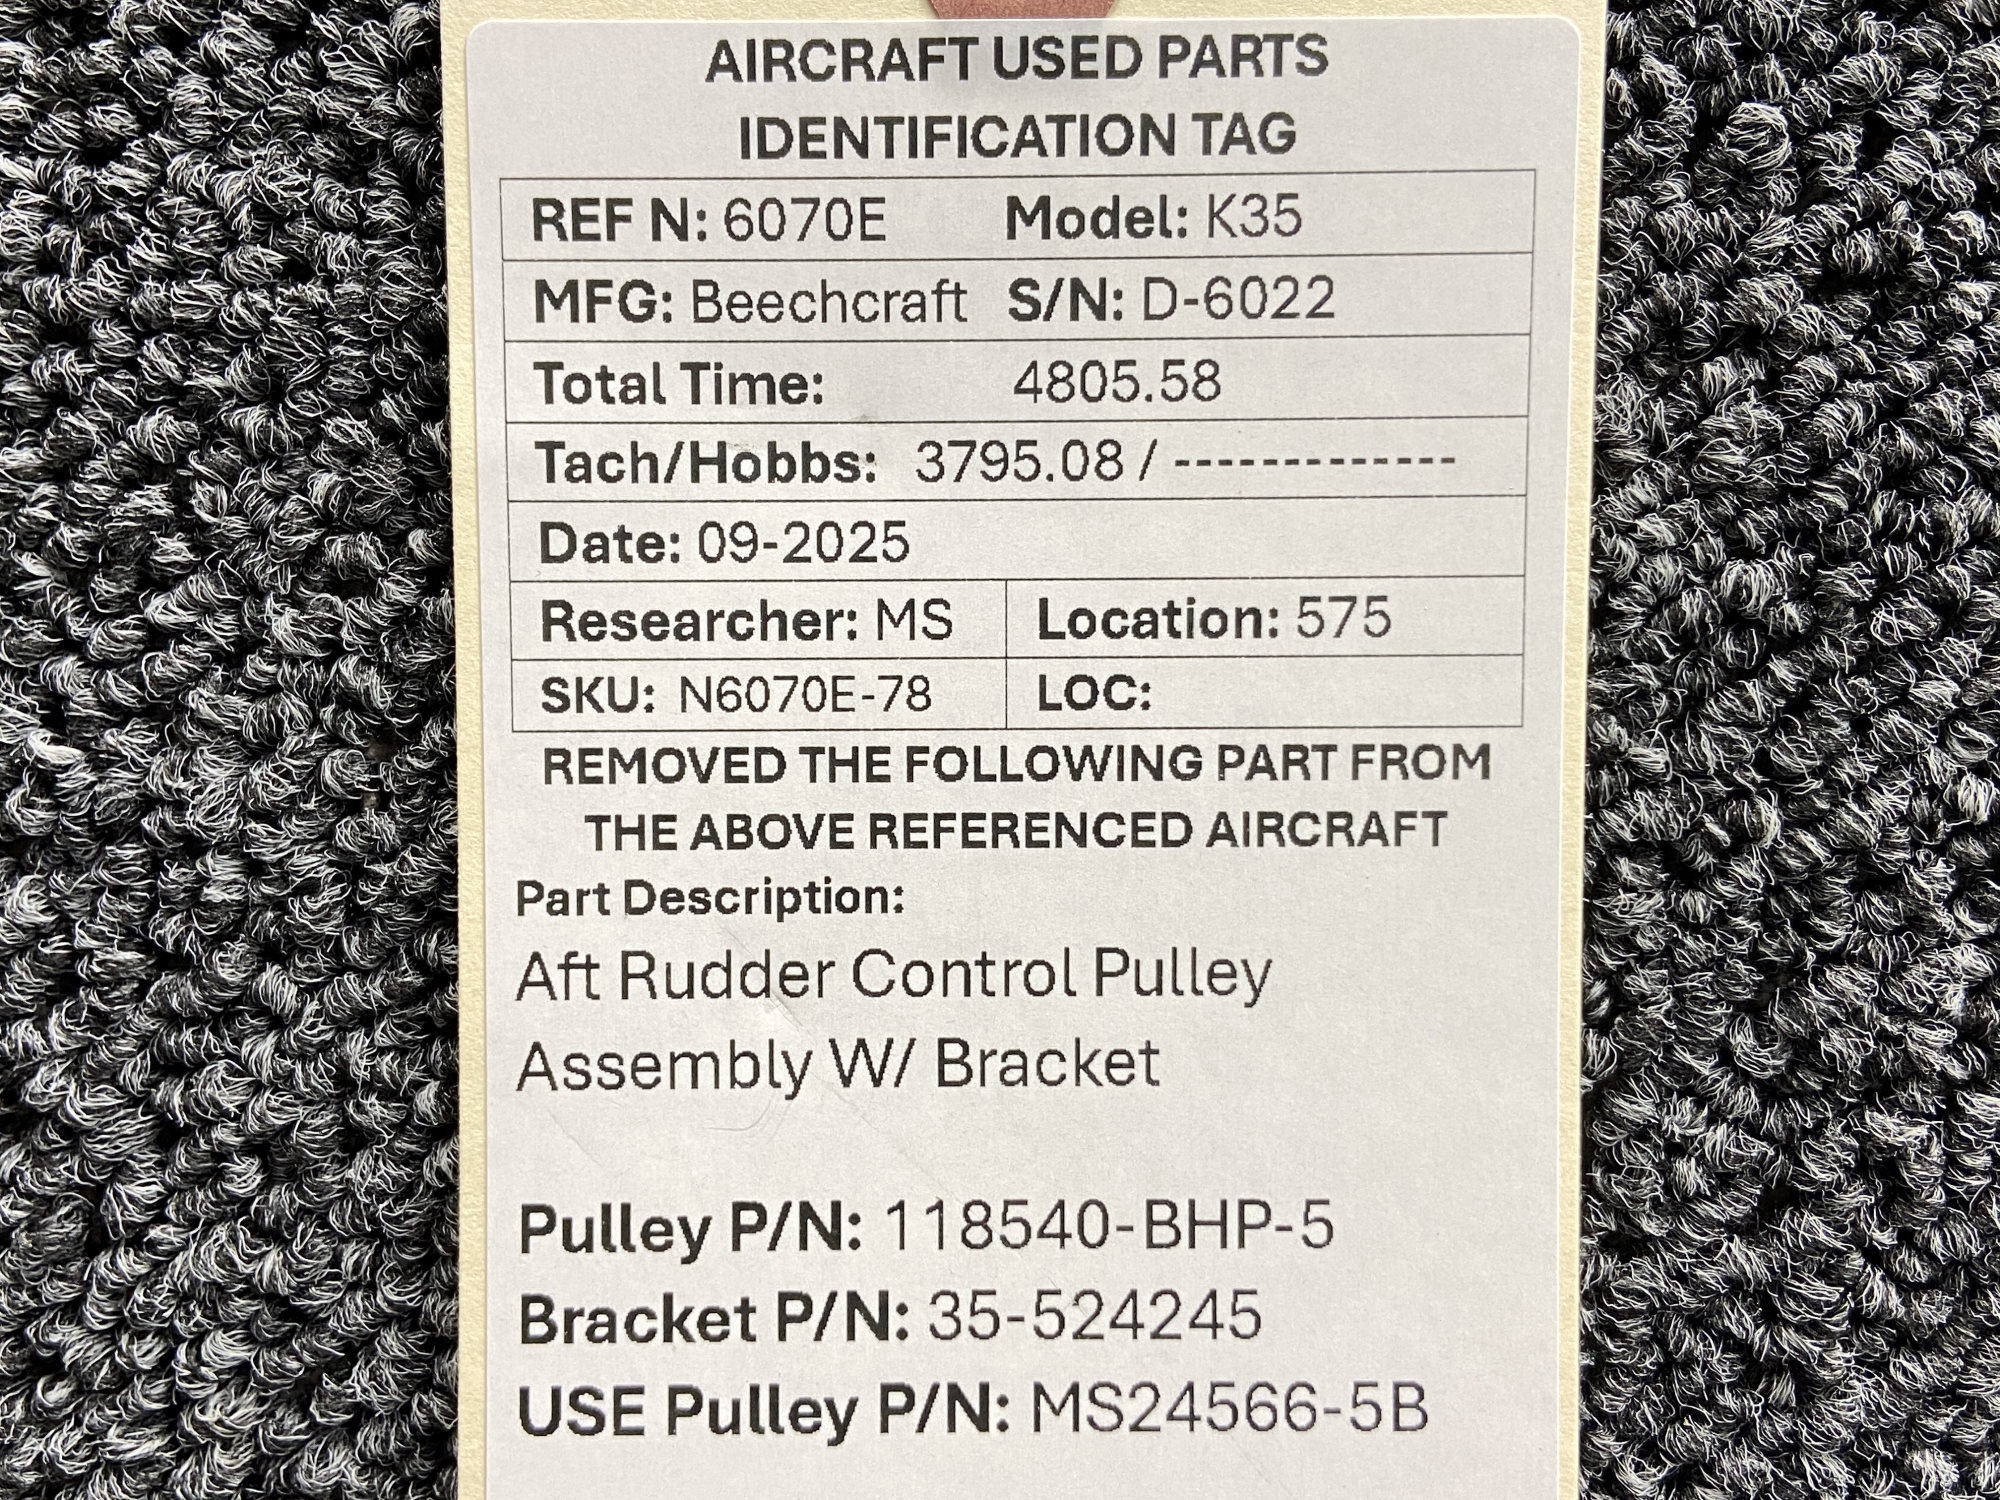 AIRCRAFT USED PARTS
IDENTIFICATION TAG
REF N: 6070E Model: K35
MFG: Beechcraft S/N: D-6022
Total Time: 4805.58
Tach/Hobbs: 3795.08 / -------------
Date: 09-2025
Researcher: MS Location: 575
SKU: N6070E-78 LOC:
REMOVED THE FOLLOWING PART FROM
THE ABOVE REFERENCED AIRCRAFT
Part Description:
Aft Rudder Control Pulley
Assembly W/ Bracket
Pulley P/N: 118540-BHP-5
Bracket P/N: 35-524245
USE Pulley P/N: MS24566-5B